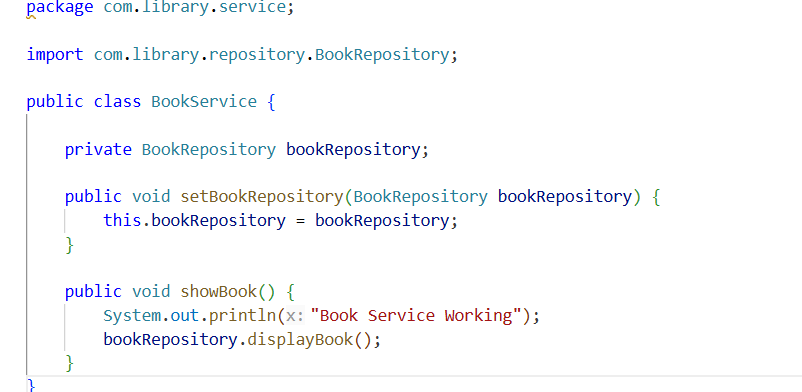 package com.library.service;
import com.library.repository.BookRepository;
public class BookService {
private BookRepository bookRepository;
public void setBookRepository(BookRepository bookRepository) {
this.bookRepository = bookRepository;
}
public void showBook() {
System.out.println(x: "Book Service Working");
bookRepository.displayBook();
}
}